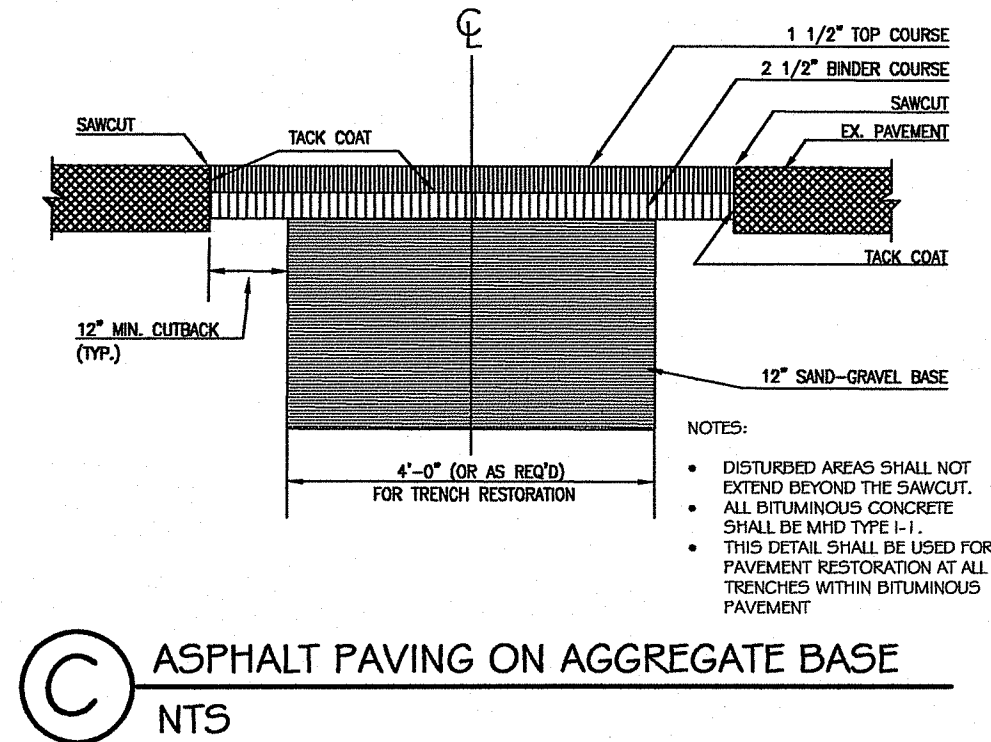 ℄
1 1/2" TOP COURSE
2 1/2" BINDER COURSE
SAWCUT
SAWCUT
TACK COAT
EX. PAVEMENT
TACK COAT
12" MIN. CUTBACK
(TYP.)
12" SAND-GRAVEL BASE
4'-0" (OR AS REQ'D)
FOR TRENCH RESTORATION
NOTES:
• DISTURBED AREAS SHALL NOT
EXTEND BEYOND THE SAWCUT.
• ALL BITUMINOUS CONCRETE
SHALL BE MHD TYPE I-1.
• THIS DETAIL SHALL BE USED FOR
PAVEMENT RESTORATION AT ALL
TRENCHES WITHIN BITUMINOUS
PAVEMENT
C
ASPHALT PAVING ON AGGREGATE BASE
NTS